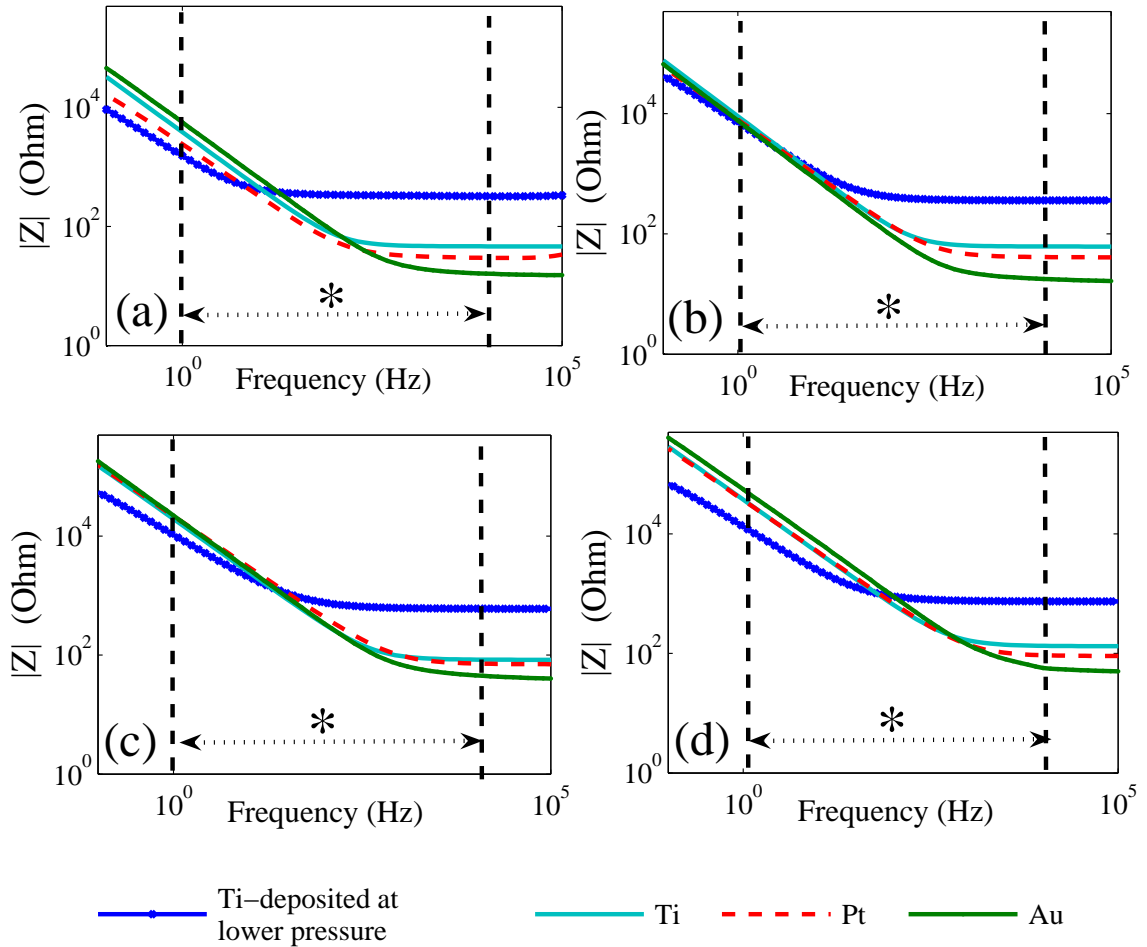 10^4
10^2
10^0
|Z| (Ohm)
(a)
*
10^0
10^5
Frequency (Hz)
10^4
10^2
10^0
|Z| (Ohm)
(b)
*
10^0
10^5
Frequency (Hz)
10^4
10^2
10^0
|Z| (Ohm)
(c)
*
10^0
10^5
Frequency (Hz)
10^4
10^2
10^0
|Z| (Ohm)
(d)
*
10^0
10^5
Frequency (Hz)
Ti−deposited at
lower pressure
Ti
Pt
Au